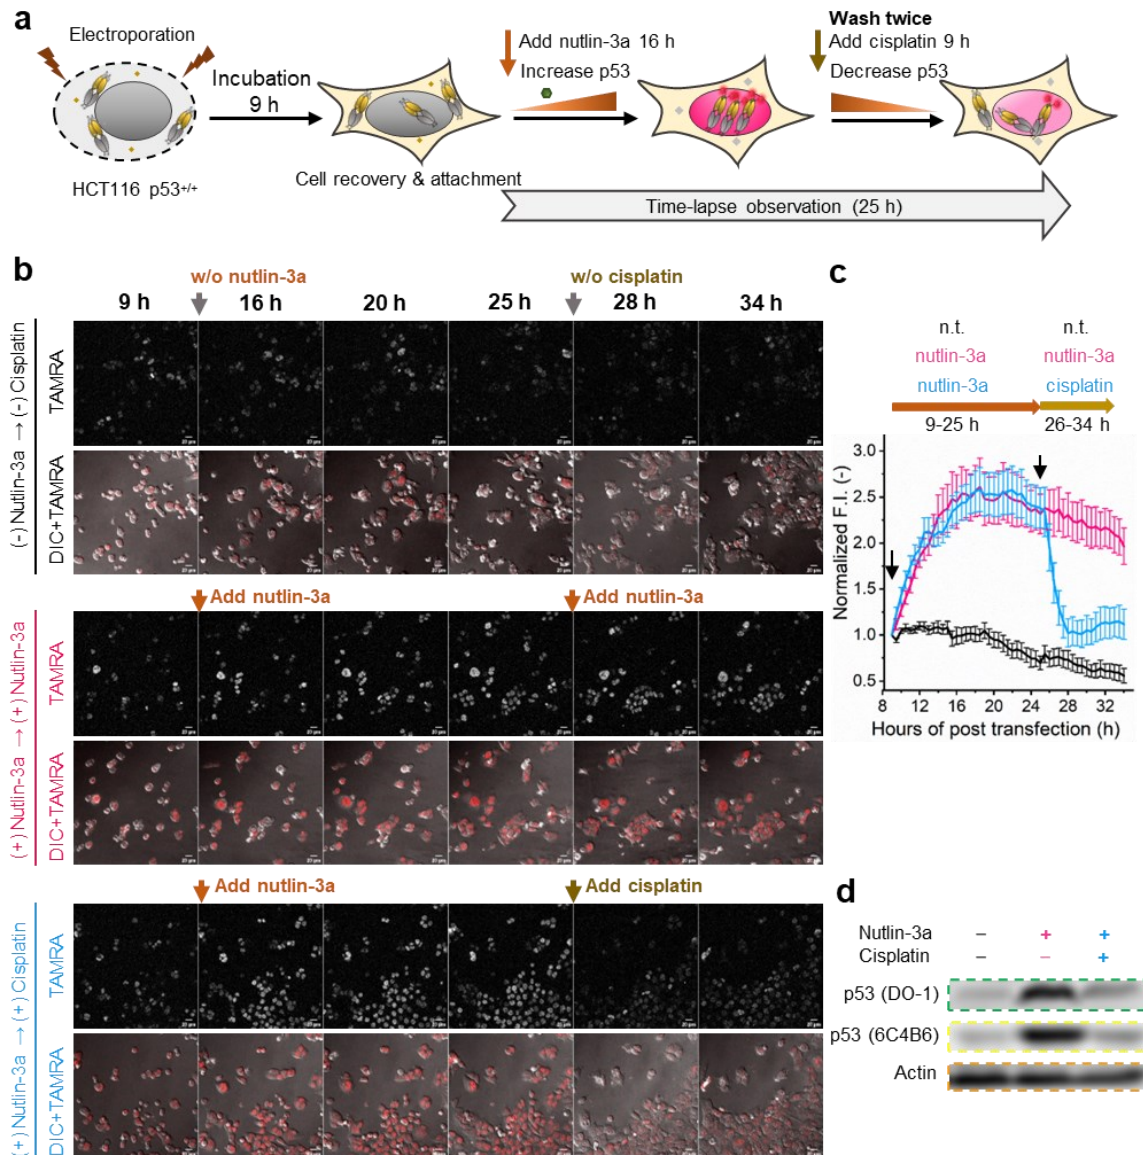 a
Electroporation
HCT116 p53+/+
Incubation
9 h
Cell recovery & attachment
Add nutlin-3a 16 h
Increase p53
Wash twice
Add cisplatin 9 h
Decrease p53
Time-lapse observation (25 h)
b
w/o nutlin-3a
w/o cisplatin
9 h 16 h 20 h 25 h 28 h 34 h
(-) Nutlin-3a → (-) Cisplatin
TAMRA
DIC+TAMRA
Add nutlin-3a
Add nutlin-3a
(+) Nutlin-3a → (+) Nutlin-3a
TAMRA
DIC+TAMRA
Add nutlin-3a
Add cisplatin
(+) Nutlin-3a → (+) Cisplatin
TAMRA
DIC+TAMRA
c
n.t. n.t.
nutlin-3a nutlin-3a
nutlin-3a cisplatin
9-25 h 26-34 h
Normalized F.I. (-)
3.0
2.5
2.0
1.5
1.0
0.5
8 12 16 20 24 28 32
Hours of post transfection (h)
d
Nutlin-3a − + +
Cisplatin − − +
p53 (DO-1)
p53 (6C4B6)
Actin